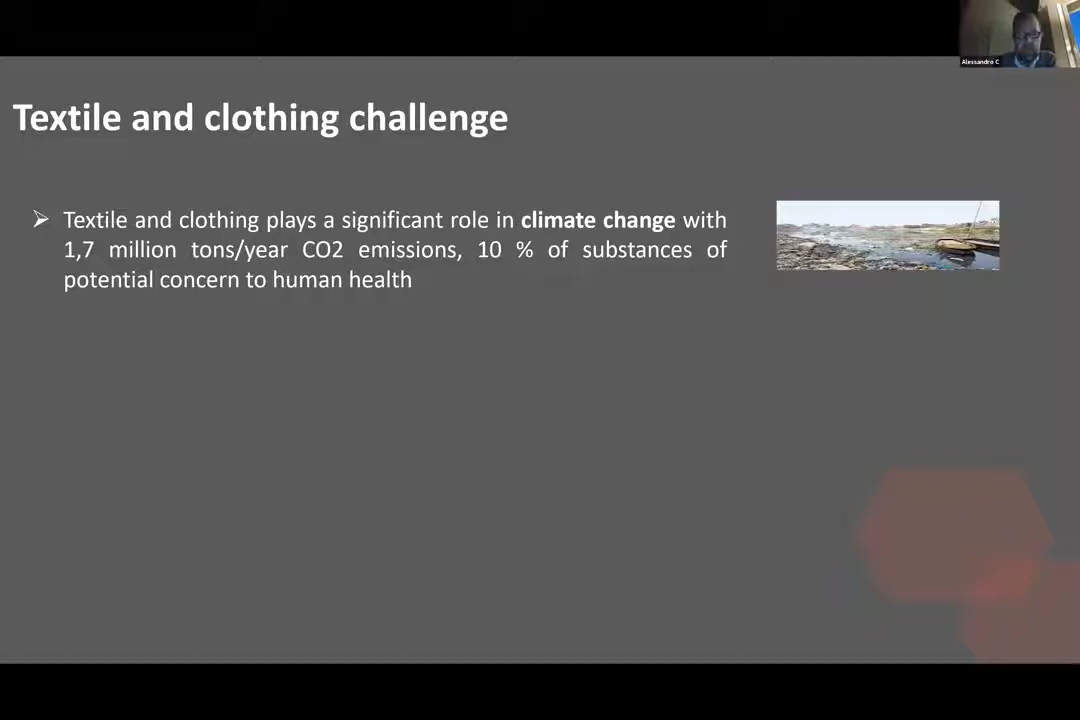 Alessandro C
Textile and clothing challenge
Textile and clothing plays a significant role in climate change with
1,7 million tons/year CO2 emissions, 10 % of substances of
potential concern to human health